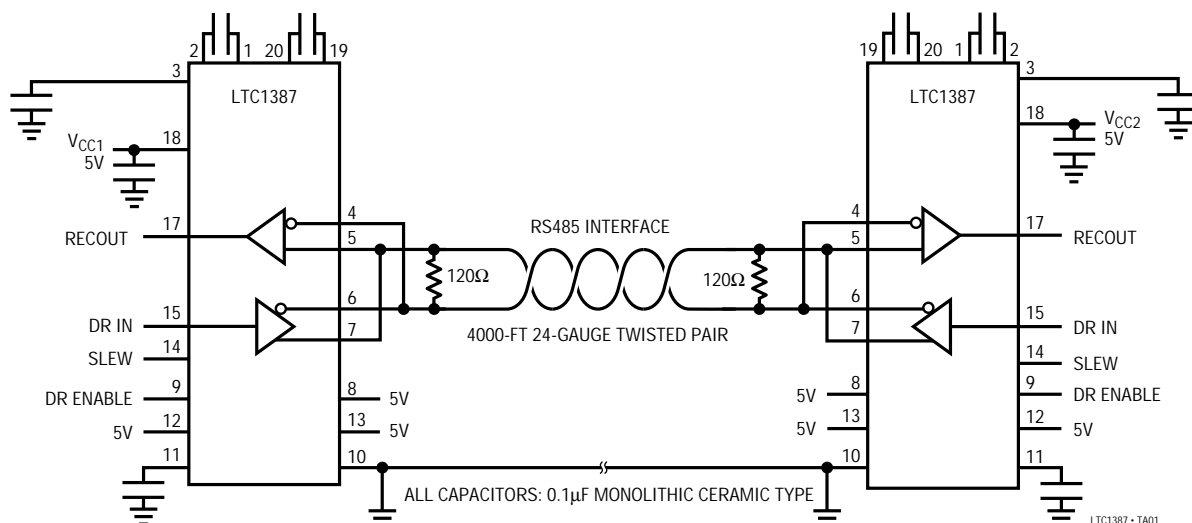 2 1 20 19
19 20 1 2
3
3
LTC1387
LTC1387
VCC1
5V
18
18
VCC2
5V
17
RECOUT
4
5
RS485 INTERFACE
4
5
17
RECOUT
120Ω
120Ω
6
7
6
7
15
DR IN
4000-FT 24-GAUGE TWISTED PAIR
15
DR IN
14
SLEW
14
SLEW
9
DR ENABLE
8
5V
5V
8
9
DR ENABLE
12
5V
13
5V
5V
13
12
5V
11
10
10
11
ALL CAPACITORS: 0.1µF MONOLITHIC CERAMIC TYPE
LTC1387 • TA01